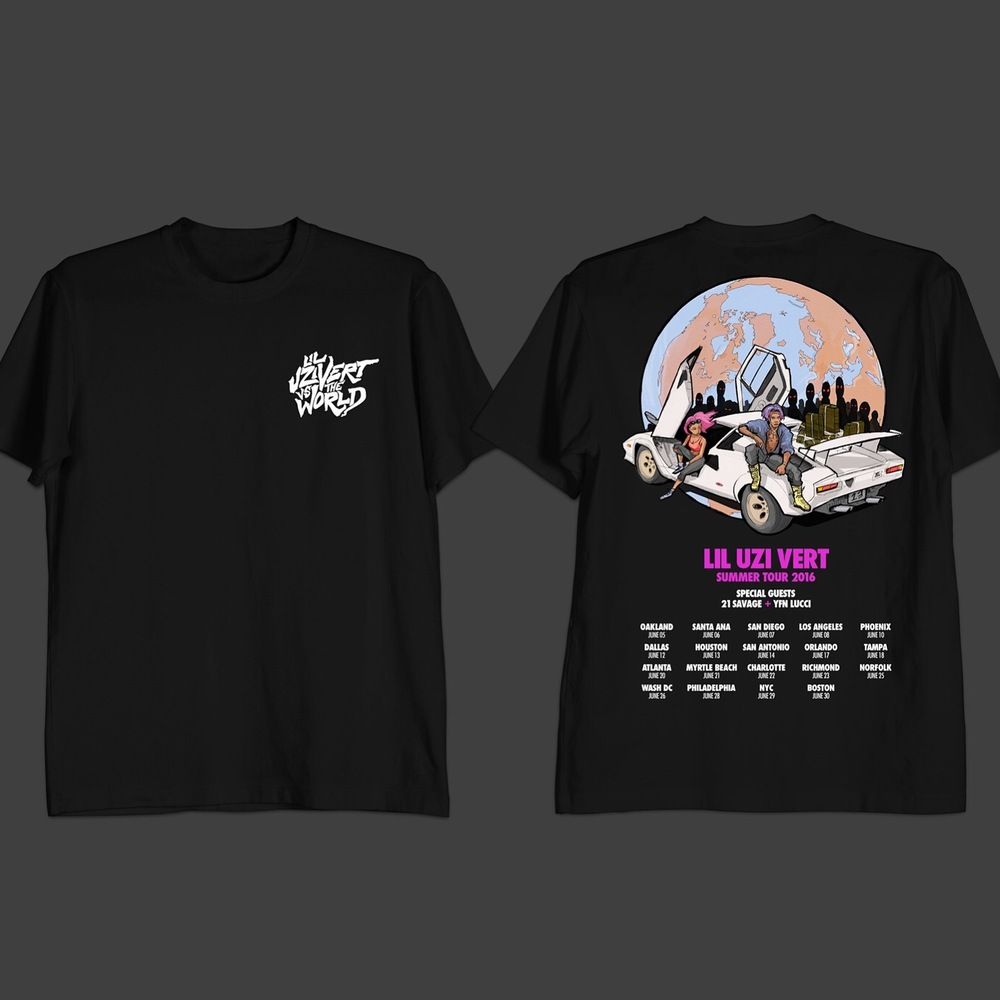 LIL
UZI VERT
IS THE
WORLD
LIL UZI VERT
SUMMER TOUR 2016
SPECIAL GUESTS
21 SAVAGE + YFN LUCCI
OAKLAND SANTA ANA SAN DIEGO LOS ANGELES PHOENIX
JUNE 05 JUNE 06 JUNE 07 JUNE 08 JUNE 10
DALLAS HOUSTON SAN ANTONIO ORLANDO TAMPA
JUNE 12 JUNE 13 JUNE 14 JUNE 17 JUNE 18
ATLANTA MYRTLE BEACH CHARLOTTE RICHMOND NORFOLK
JUNE 20 JUNE 21 JUNE 22 JUNE 23 JUNE 25
WASH DC PHILADELPHIA NYC BOSTON
JUNE 26 JUNE 28 JUNE 29 JUNE 30